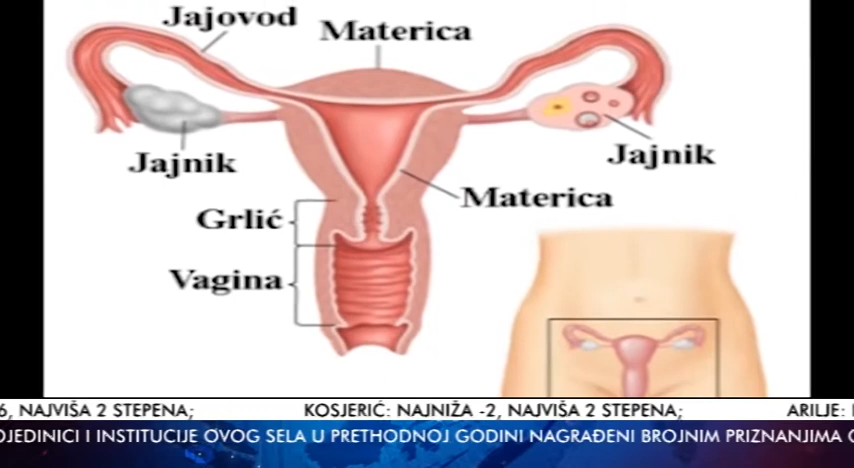 Jajovod
Materica
Jajnik
Jajnik
Materica
Grlić
Vagina
6, NAJVIŠA 2 STEPENA; KOSJERIĆ: NAJNIŽA -2, NAJVIŠA 2 STEPENA; ARILJE:
OJEDINICI I INSTITUCIJE OVOG SELA U PRETHODNOJ GODINI NAGRAĐENI BROJNIM PRIZNANJIMA